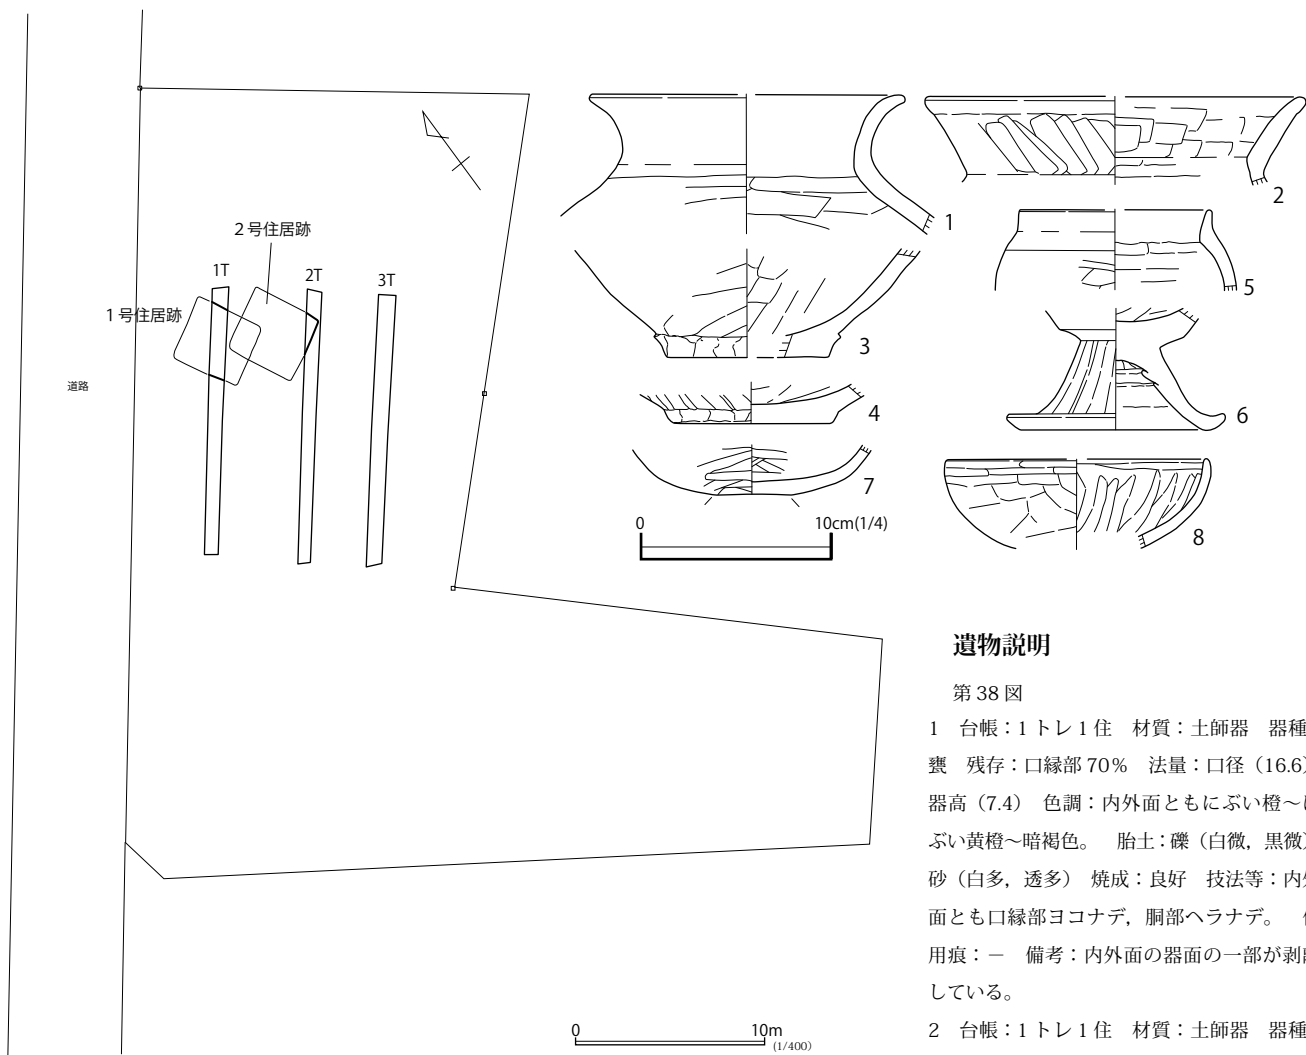 2号住居跡
1T
2T
3T
1号住居跡
道路
1
2
3
4
5
6
7
8
0 10cm(1/4)
遺物説明
第 38 図
1 台帳：1 トレ 1 住 材質：土師器 器種
甕 残存：口縁部 70％ 法量：口径（16.6）
器高（7.4） 色調：内外面ともにぶい橙～に
ぶい黄橙～暗褐色。 胎土：礫（白微，黒微）
砂（白多，透多） 焼成：良好 技法等：内外
面とも口縁部ヨコナデ，胴部ヘラナデ。
用痕：－ 備考：内外面の器面の一部が剥
している。
2 台帳：1 トレ 1 住 材質：土師器 器種
0 10m
(1/400)